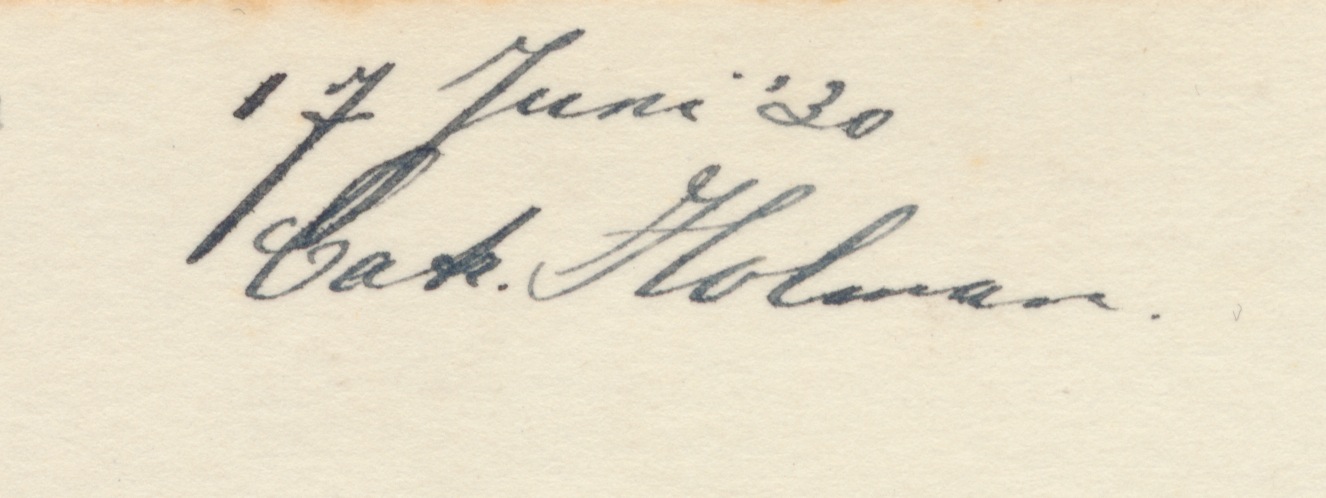 17 Juni '30
Cath. Holman.